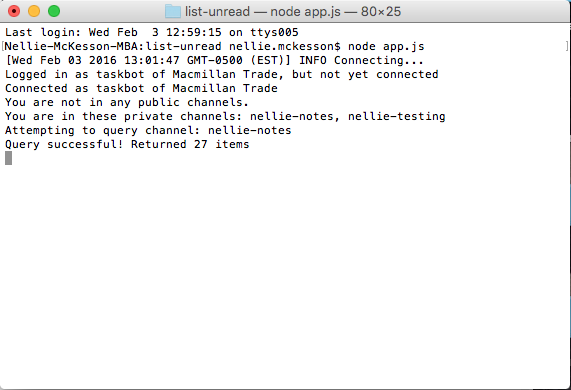 list-unread — node app.js — 80×25
Last login: Wed Feb  3 12:59:15 on ttys005
[Nellie-McKesson-MBA:list-unread nellie.mckesson$ node app.js ]
[Wed Feb 03 2016 13:01:47 GMT-0500 (EST)] INFO Connecting...
Logged in as taskbot of Macmillan Trade, but not yet connected
Connected as taskbot of Macmillan Trade
You are not in any public channels.
You are in these private channels: nellie-notes, nellie-testing
Attempting to query channel: nellie-notes
Query successful! Returned 27 items